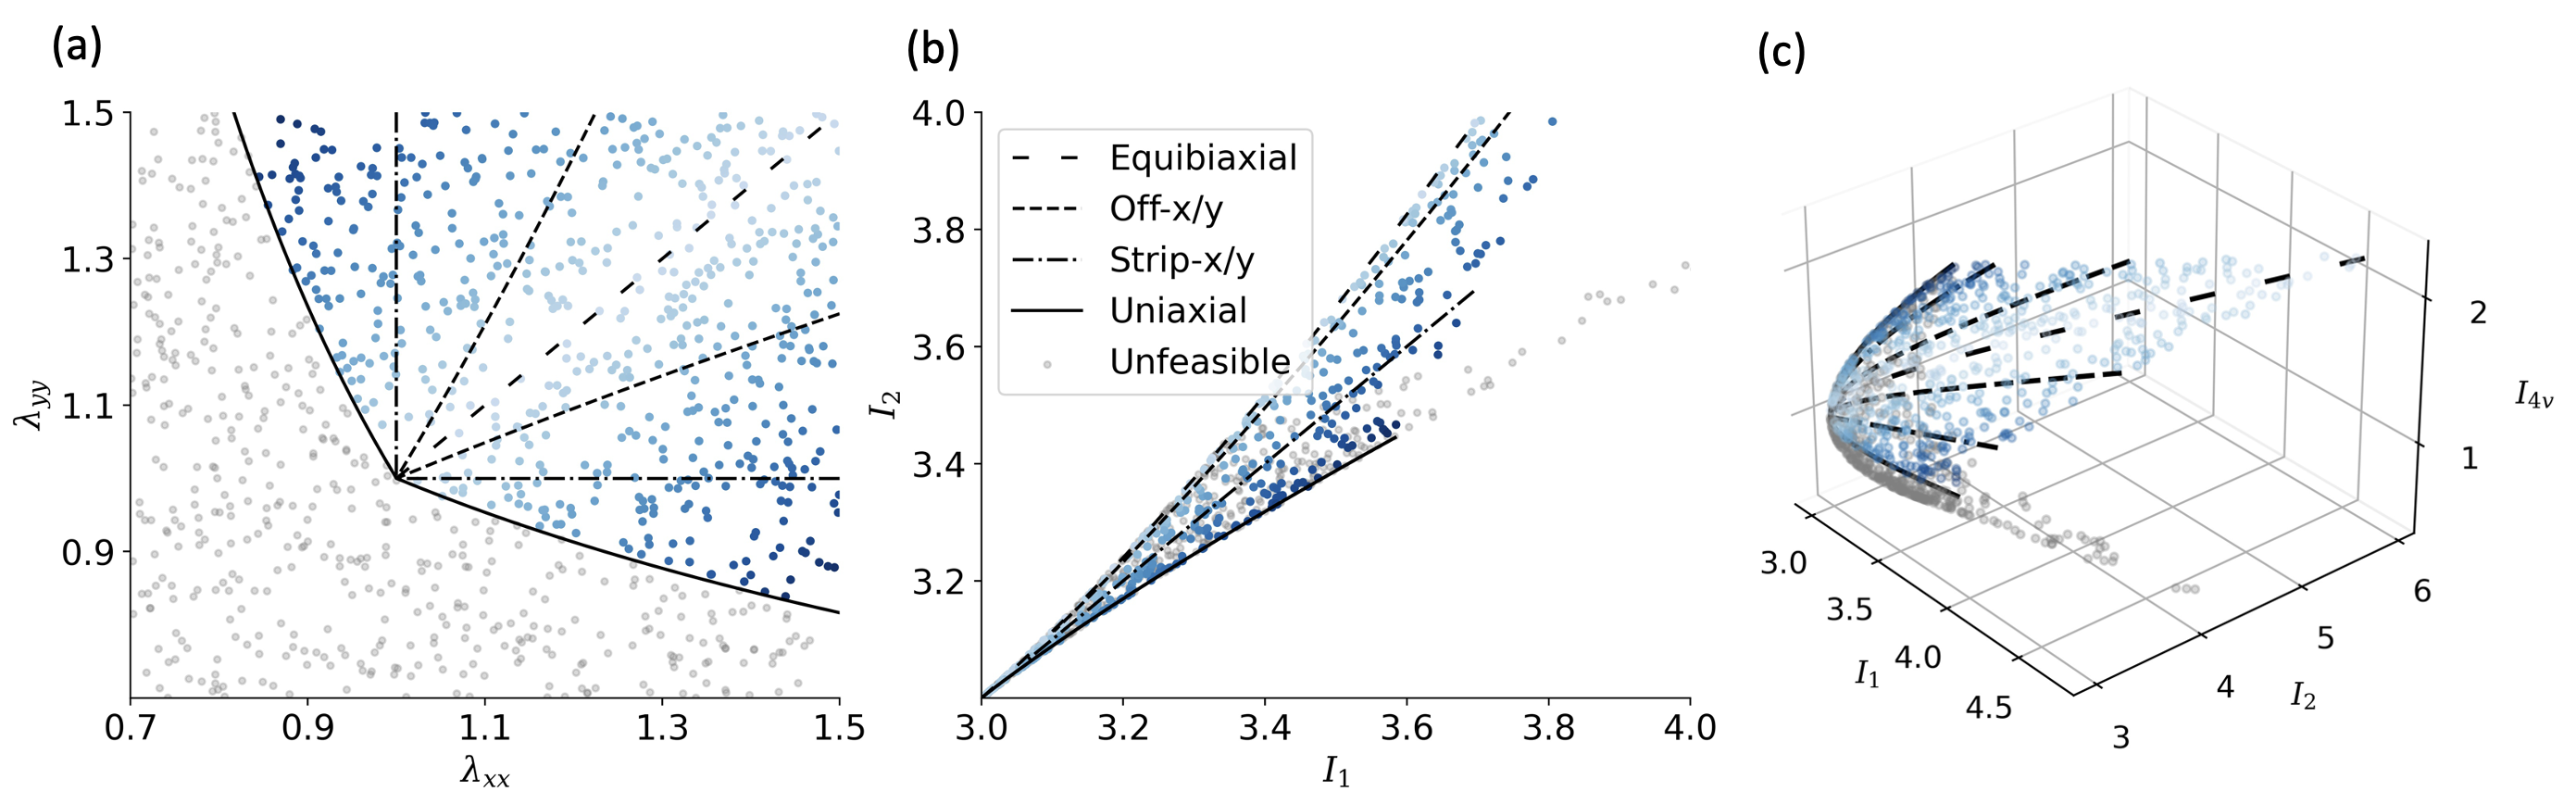 (a)
1.5
1.3
1.1
0.9
λyy
0.7
0.9
1.1
1.3
1.5
λxx
(b)
4.0
3.8
3.6
3.4
3.2
I2
Equibiaxial
Off-x/y
Strip-x/y
Uniaxial
Unfeasible
3.0
3.2
3.4
3.6
3.8
4.0
I1
(c)
2
1
I4v
3.0
3.5
4.0
4.5
I1
3
4
5
6
I2